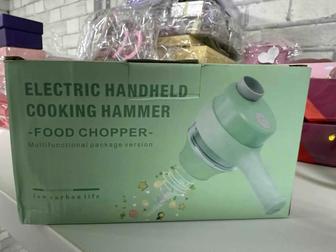 ELECTRIC HANDHELD
COOKING HAMMER
-FOOD CHOPPER-
Multifunctional package version
low carbon life